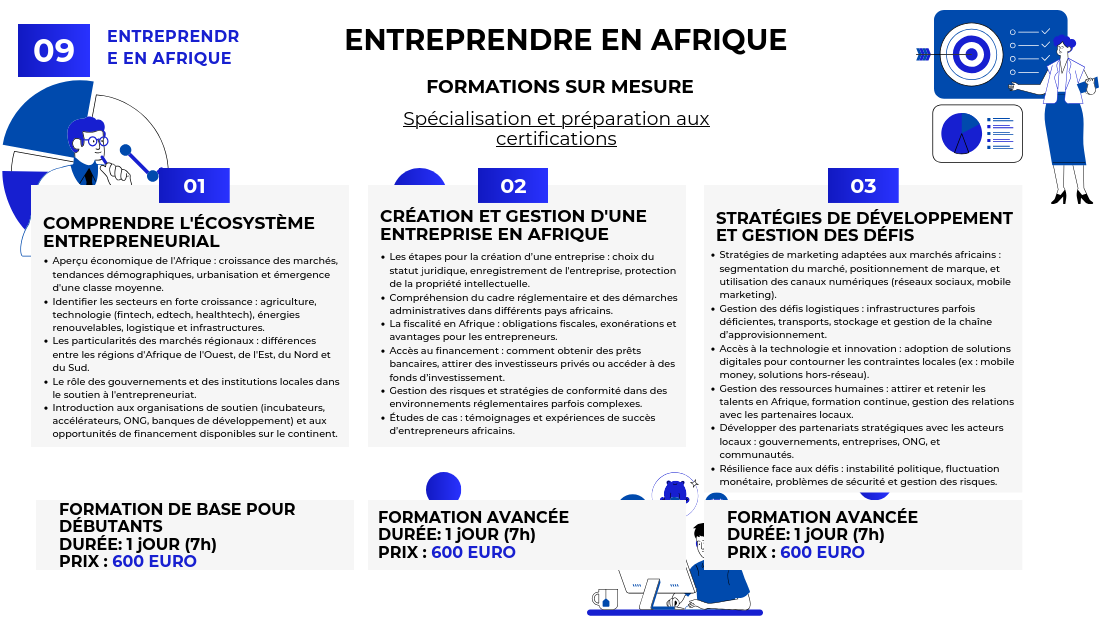 09
ENTREPRENDR
E EN AFRIQUE
ENTREPRENDRE EN AFRIQUE
FORMATIONS SUR MESURE
Spécialisation et préparation aux
certifications
01
COMPRENDRE L'ÉCOSYSTÈME
ENTREPRENEURIAL
• Aperçu économique de l'Afrique : croissance des marchés,
tendances démographiques, urbanisation et émergence
d'une classe moyenne.
• Identifier les secteurs en forte croissance : agriculture,
technologie (fintech, edtech, healthtech), énergies
renouvelables, logistique et infrastructures.
• Les particularités des marchés régionaux : différences
entre les régions d'Afrique de l'Ouest, de l'Est, du Nord et
du Sud.
• Le rôle des gouvernements et des institutions locales dans
le soutien à l'entrepreneuriat.
• Introduction aux organisations de soutien (incubateurs,
accélérateurs, ONG, banques de développement) et aux
opportunités de financement disponibles sur le continent.
02
CRÉATION ET GESTION D'UNE
ENTREPRISE EN AFRIQUE
• Les étapes pour la création d'une entreprise : choix du
statut juridique, enregistrement de l'entreprise, protection
de la propriété intellectuelle.
• Compréhension du cadre réglementaire et des démarches
administratives dans différents pays africains.
• La fiscalité en Afrique : obligations fiscales, exonérations et
avantages pour les entrepreneurs.
• Accès au financement : comment obtenir des prêts
bancaires, attirer des investisseurs privés ou accéder à des
fonds d'investissement.
• Gestion des risques et stratégies de conformité dans des
environnements réglementaires parfois complexes.
• Études de cas : témoignages et expériences de succès
d'entrepreneurs africains.
03
STRATÉGIES DE DÉVELOPPEMENT
ET GESTION DES DÉFIS
• Stratégies de marketing adaptées aux marchés africains :
segmentation du marché, positionnement de marque, et
utilisation des canaux numériques (réseaux sociaux, mobile
marketing).
• Gestion des défis logistiques : infrastructures parfois
déficientes, transports, stockage et gestion de la chaîne
d'approvisionnement.
• Accès à la technologie et innovation : adoption de solutions
digitales pour contourner les contraintes locales (ex : mobile
money, solutions hors-réseau).
• Gestion des ressources humaines : attirer et retenir les
talents en Afrique, formation continue, gestion des relations
avec les partenaires locaux.
• Développer des partenariats stratégiques avec les acteurs
locaux : gouvernements, entreprises, ONG, et
communautés.
• Résilience face aux défis : instabilité politique, fluctuation
monétaire, problèmes de sécurité et gestion des risques.
FORMATION DE BASE POUR
DÉBUTANTS
DURÉE: 1 jOUR (7h)
PRIX : 600 EURO
FORMATION AVANCÉE
DURÉE: 1 jOUR (7h)
PRIX : 600 EURO
FORMATION AVANCÉE
DURÉE: 1 jOUR (7h)
PRIX : 600 EURO